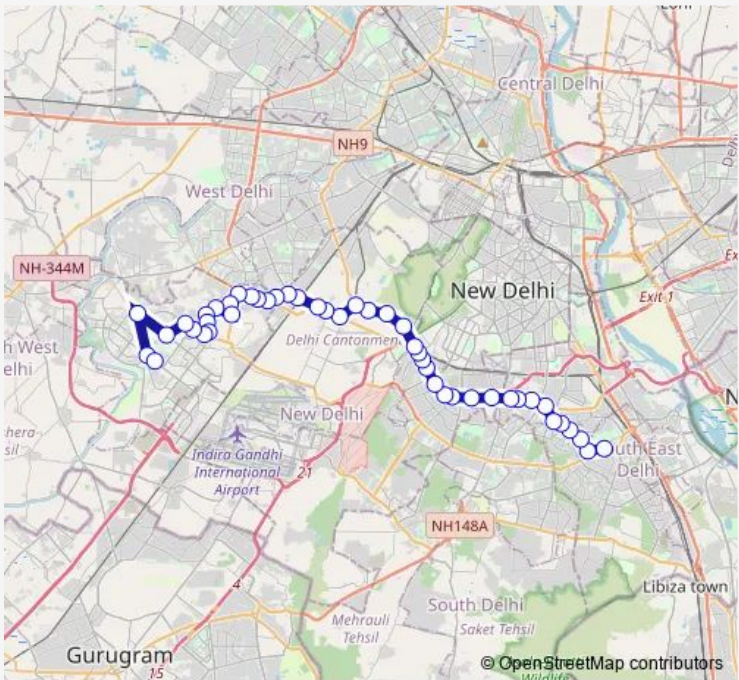 Central Delhi
NH9
West Delhi
NH-344M
New Delhi
Exit 1
Delhi Cantonmen
h West
elhi
New Delhi
Indira Gandhi
International
Airport
21
uth East
Delhi
NH148A
4
Libiza town
South Delhi
Saket Tehsil
Mehrauli
Tehsil
Gurugram
15
© OpenStreetMap contributors